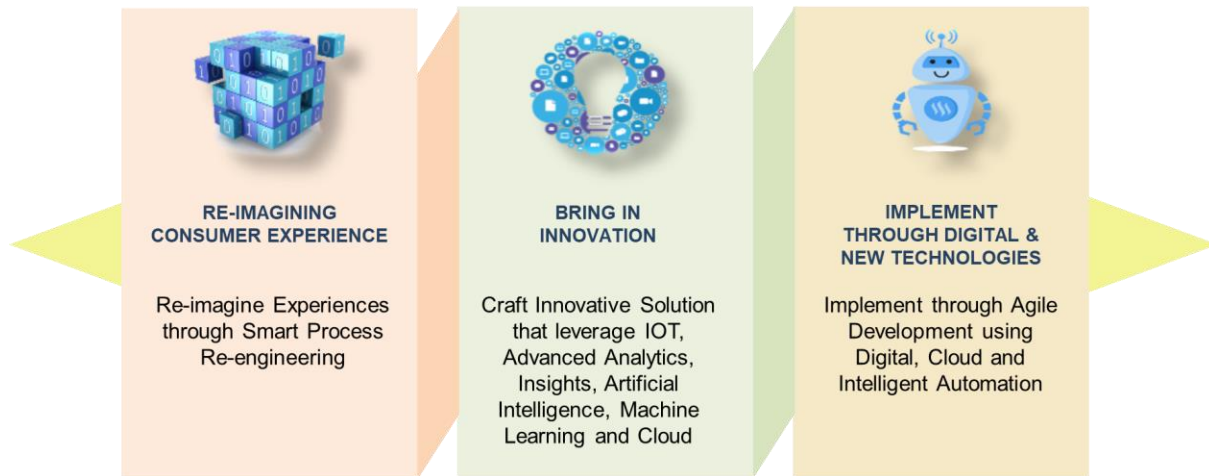 RE-IMAGINING
CONSUMER EXPERIENCE
Re-imagine Experiences
through Smart Process
Re-engineering
BRING IN
INNOVATION
Craft Innovative Solution
that leverage IOT,
Advanced Analytics,
Insights, Artificial
Intelligence, Machine
Learning and Cloud
IMPLEMENT
THROUGH DIGITAL &
NEW TECHNOLOGIES
Implement through Agile
Development using
Digital, Cloud and
Intelligent Automation